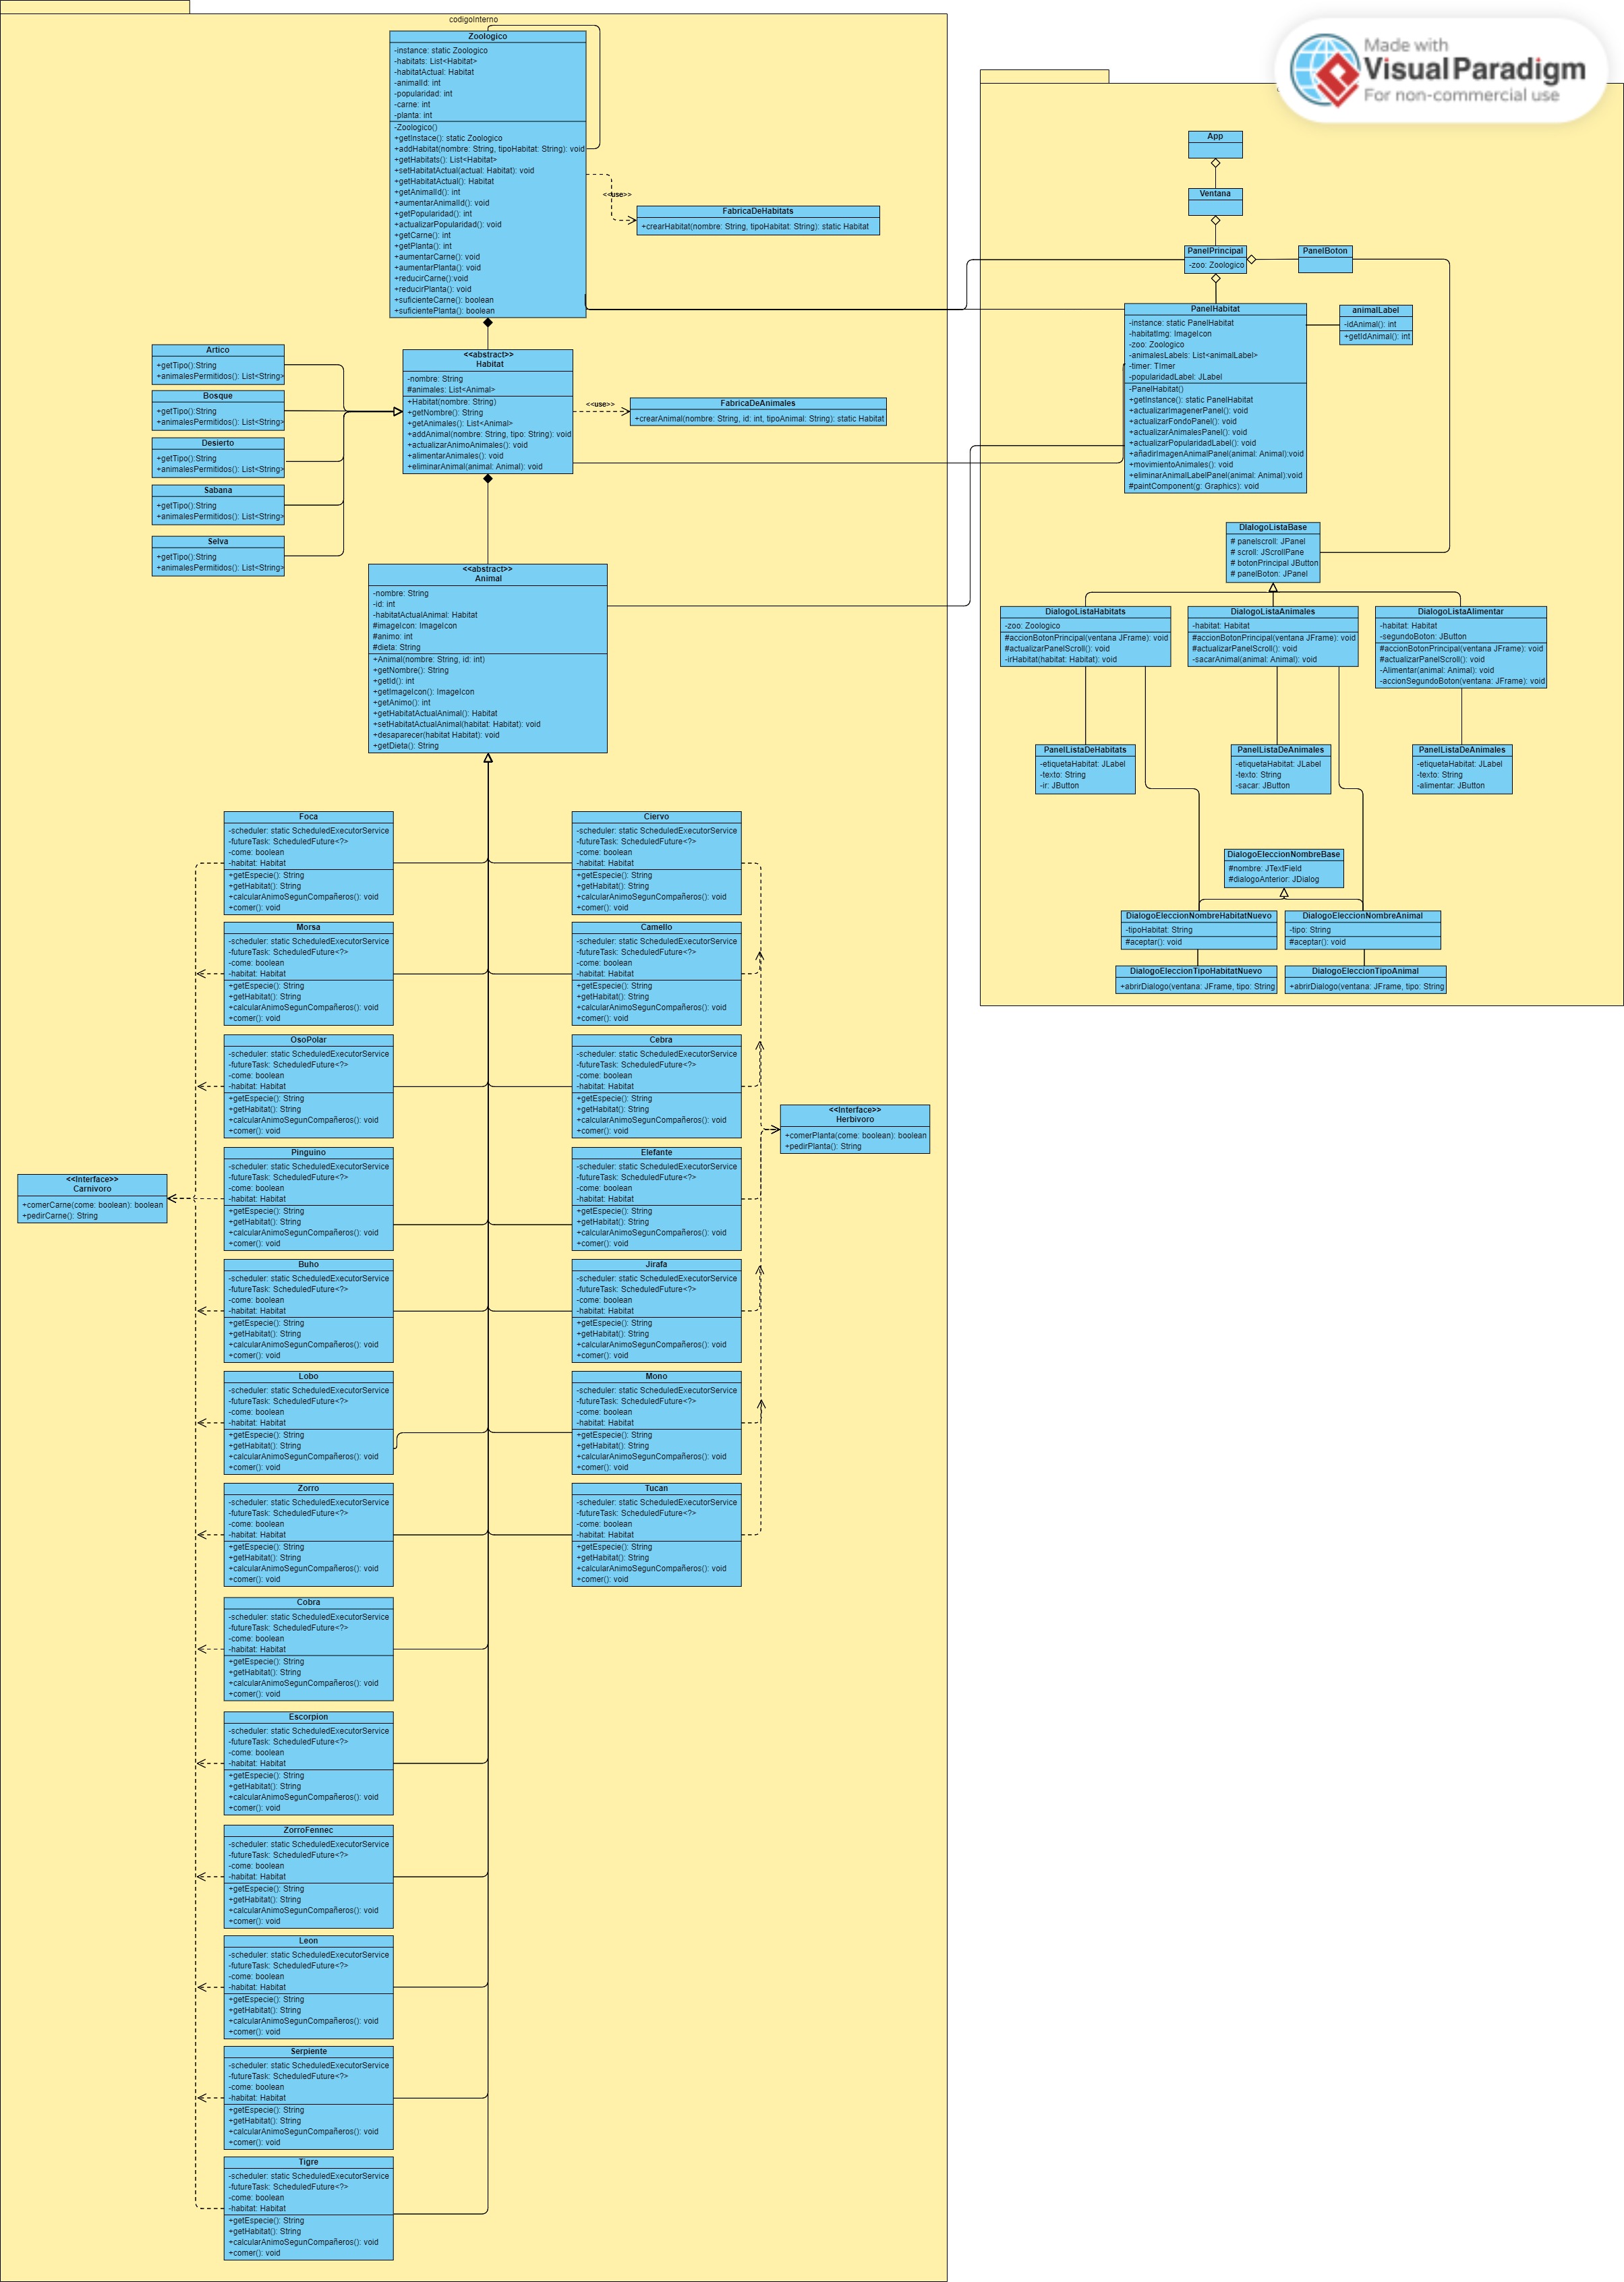 codigoInterno
Zoologico
-instance: static Zoologico
-habitats: List<Habitat>
-habitatActual: Habitat
-animalId: int
-popularidad: int
-carne: int
-planta: int
-Zoologico()
+getInstace(): static Zoologico
+addHabitat(nombre: String, tipoHabitat: String): void
+getHabitats(): List<Habitat>
+setHabitatActual(actual: Habitat): void
+getHabitatActual(): Habitat
+getAnimalId(): int
+aumentarAnimalId(): void
+getPopularidad(): int
+actualizarPopularidad(): void
+getCarne(): int
+getPlanta(): int
+aumentarCarne(): void
+aumentarPlanta(): void
+reducirCarne():void
+reducirPlanta(): void
+suficienteCarne(): boolean
+suficientePlanta(): boolean
<<use>>
FabricaDeHabitats
+crearHabitat(nombre: String, tipoHabitat: String): static Habitat
Artico
+getTipo():String
+animalesPermitidos(): List<String>
Bosque
+getTipo():String
+animalesPermitidos(): List<String>
Desierto
+getTipo():String
+animalesPermitidos(): List<String>
Sabana
+getTipo():String
+animalesPermitidos(): List<String>
Selva
+getTipo():String
+animalesPermitidos(): List<String>
<<abstract>>
Habitat
-nombre: String
#animales: List<Animal>
+Habitat(nombre: String)
+getNombre(): String
+getAnimales(): List<Animal>
+addAnimal(nombre: String, tipo: String): void
+actualizarAnimoAnimales(): void
+alimentarAnimales(): void
+eliminarAnimal(animal: Animal): void
<<use>>
FabricaDeAnimales
+crearAnimal(nombre: String, id: int, tipoAnimal: String): static Habitat
<<abstract>>
Animal
-nombre: String
-id: int
-habitatActualAnimal: Habitat
#imageIcon: ImageIcon
#animo: int
#dieta: String
+Animal(nombre: String, id: int)
+getNombre(): String
+getId(): int
+getImageIcon(): ImageIcon
+getAnimo(): int
+getHabitatActualAnimal(): Habitat
+setHabitatActualAnimal(habitat: Habitat): void
+desaparecer(habitat Habitat): void
+getDieta(): String
Foca
-scheduler: static ScheduledExecutorService
-futureTask: ScheduledFuture<?>
-come: boolean
-habitat: Habitat
+getEspecie(): String
+getHabitat(): String
+calcularAnimoSegunCompañeros(): void
+comer(): void
Ciervo
-scheduler: static ScheduledExecutorService
-futureTask: ScheduledFuture<?>
-come: boolean
-habitat: Habitat
+getEspecie(): String
+getHabitat(): String
+calcularAnimoSegunCompañeros(): void
+comer(): void
Morsa
-scheduler: static ScheduledExecutorService
-futureTask: ScheduledFuture<?>
-come: boolean
-habitat: Habitat
+getEspecie(): String
+getHabitat(): String
+calcularAnimoSegunCompañeros(): void
+comer(): void
Camello
-scheduler: static ScheduledExecutorService
-futureTask: ScheduledFuture<?>
-come: boolean
-habitat: Habitat
+getEspecie(): String
+getHabitat(): String
+calcularAnimoSegunCompañeros(): void
+comer(): void
OsoPolar
-scheduler: static ScheduledExecutorService
-futureTask: ScheduledFuture<?>
-come: boolean
-habitat: Habitat
+getEspecie(): String
+getHabitat(): String
+calcularAnimoSegunCompañeros(): void
+comer(): void
Cebra
-scheduler: static ScheduledExecutorService
-futureTask: ScheduledFuture<?>
-come: boolean
-habitat: Habitat
+getEspecie(): String
+getHabitat(): String
+calcularAnimoSegunCompañeros(): void
+comer(): void
<<Interface>>
Herbivoro
+comerPlanta(come: boolean): boolean
+pedirPlanta(): String
<<Interface>>
Carnivoro
+comerCarne(come: boolean): boolean
+pedirCarne(): String
Pinguino
-scheduler: static ScheduledExecutorService
-futureTask: ScheduledFuture<?>
-come: boolean
-habitat: Habitat
+getEspecie(): String
+getHabitat(): String
+calcularAnimoSegunCompañeros(): void
+comer(): void
Elefante
-scheduler: static ScheduledExecutorService
-futureTask: ScheduledFuture<?>
-come: boolean
-habitat: Habitat
+getEspecie(): String
+getHabitat(): String
+calcularAnimoSegunCompañeros(): void
+comer(): void
Buho
-scheduler: static ScheduledExecutorService
-futureTask: ScheduledFuture<?>
-come: boolean
-habitat: Habitat
+getEspecie(): String
+getHabitat(): String
+calcularAnimoSegunCompañeros(): void
+comer(): void
Jirafa
-scheduler: static ScheduledExecutorService
-futureTask: ScheduledFuture<?>
-come: boolean
-habitat: Habitat
+getEspecie(): String
+getHabitat(): String
+calcularAnimoSegunCompañeros(): void
+comer(): void
Lobo
-scheduler: static ScheduledExecutorService
-futureTask: ScheduledFuture<?>
-come: boolean
-habitat: Habitat
+getEspecie(): String
+getHabitat(): String
+calcularAnimoSegunCompañeros(): void
+comer(): void
Mono
-scheduler: static ScheduledExecutorService
-futureTask: ScheduledFuture<?>
-come: boolean
-habitat: Habitat
+getEspecie(): String
+getHabitat(): String
+calcularAnimoSegunCompañeros(): void
+comer(): void
Zorro
-scheduler: static ScheduledExecutorService
-futureTask: ScheduledFuture<?>
-come: boolean
-habitat: Habitat
+getEspecie(): String
+getHabitat(): String
+calcularAnimoSegunCompañeros(): void
+comer(): void
Tucan
-scheduler: static ScheduledExecutorService
-futureTask: ScheduledFuture<?>
-come: boolean
-habitat: Habitat
+getEspecie(): String
+getHabitat(): String
+calcularAnimoSegunCompañeros(): void
+comer(): void
Cobra
-scheduler: static ScheduledExecutorService
-futureTask: ScheduledFuture<?>
-come: boolean
-habitat: Habitat
+getEspecie(): String
+getHabitat(): String
+calcularAnimoSegunCompañeros(): void
+comer(): void
Escorpion
-scheduler: static ScheduledExecutorService
-futureTask: ScheduledFuture<?>
-come: boolean
-habitat: Habitat
+getEspecie(): String
+getHabitat(): String
+calcularAnimoSegunCompañeros(): void
+comer(): void
ZorroFennec
-scheduler: static ScheduledExecutorService
-futureTask: ScheduledFuture<?>
-come: boolean
-habitat: Habitat
+getEspecie(): String
+getHabitat(): String
+calcularAnimoSegunCompañeros(): void
+comer(): void
Leon
-scheduler: static ScheduledExecutorService
-futureTask: ScheduledFuture<?>
-come: boolean
-habitat: Habitat
+getEspecie(): String
+getHabitat(): String
+calcularAnimoSegunCompañeros(): void
+comer(): void
Serpiente
-scheduler: static ScheduledExecutorService
-futureTask: ScheduledFuture<?>
-come: boolean
-habitat: Habitat
+getEspecie(): String
+getHabitat(): String
+calcularAnimoSegunCompañeros(): void
+comer(): void
Tigre
-scheduler: static ScheduledExecutorService
-futureTask: ScheduledFuture<?>
-come: boolean
-habitat: Habitat
+getEspecie(): String
+getHabitat(): String
+calcularAnimoSegunCompañeros(): void
+comer(): void
Made with
Visual Paradigm
For non-commercial use
App
Ventana
PanelPrincipal
-zoo: Zoologico
PanelBoton
PanelHabitat
-instance: static PanelHabitat
-habitatImg: ImageIcon
-zoo: Zoologico
-animalesLabels: List<animalLabel>
-timer: TImer
-popularidadLabel: JLabel
-PanelHabitat()
+getInstance(): static PanelHabitat
+actualizarImagenerPanel(): void
+actualizarFondoPanel(): void
+actualizarAnimalesPanel(): void
+actualizarPopularidadLabel(): void
+añadirImagenAnimalPanel(animal: Animal):void
+movimientoAnimales(): void
+eliminarAnimalLabelPanel(animal: Animal):void
#paintComponent(g: Graphics): void
animalLabel
-idAnimal(): int
+getIdAnimal(): int
DIalogoListaBase
# panelscroll: JPanel
# scroll: JScrollPane
# botonPrincipal JButton
# panelBoton: JPanel
DialogoListaHabitats
-zoo: Zoologico
#accionBotonPrincipal(ventana JFrame): void
#actualizarPanelScroll(): void
-irHabitat(habitat: Habitat): void
DialogoListaAnimales
-habitat: Habitat
#accionBotonPrincipal(ventana JFrame): void
#actualizarPanelScroll(): void
-sacarAnimal(animal: Animal): void
DialogoListaAlimentar
-habitat: Habitat
-segundoBoton: JButton
#accionBotonPrincipal(ventana JFrame): void
#actualizarPanelScroll(): void
-Alimentar(animal: Animal): void
-accionSegundoBoton(ventana: JFrame): void
PanelListaDeHabitats
-etiquetaHabitat: JLabel
-texto: String
-ir: JButton
PanelListaDeAnimales
-etiquetaHabitat: JLabel
-texto: String
-sacar: JButton
PanelListaDeAnimales
-etiquetaHabitat: JLabel
-texto: String
-alimentar: JButton
DialogoEleccionNombreBase
#nombre: JTextField
#dialogoAnterior: JDialog
DialogoEleccionNombreHabitatNuevo
-tipoHabitat: String
#aceptar(): void
DialogoEleccionNombreAnimal
-tipo: String
#aceptar(): void
DialogoEleccionTipoHabitatNuevo
+abrirDialogo(ventana: JFrame, tipo: String
DialogoEleccionTipoAnimal
+abrirDialogo(ventana: JFrame, tipo: String